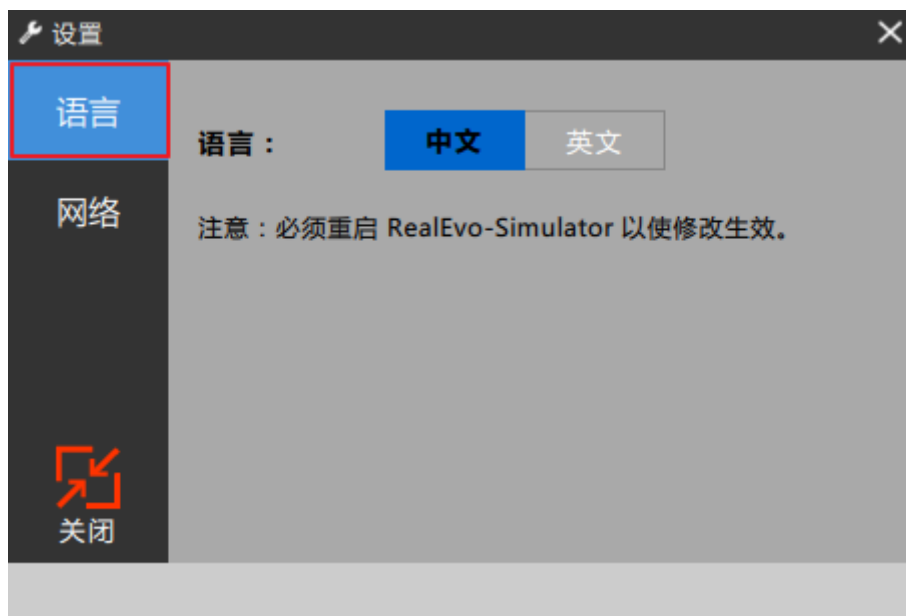 设置
语言
语言： 中文 英文
网络
注意：必须重启 RealEvo-Simulator 以使修改生效。
关闭